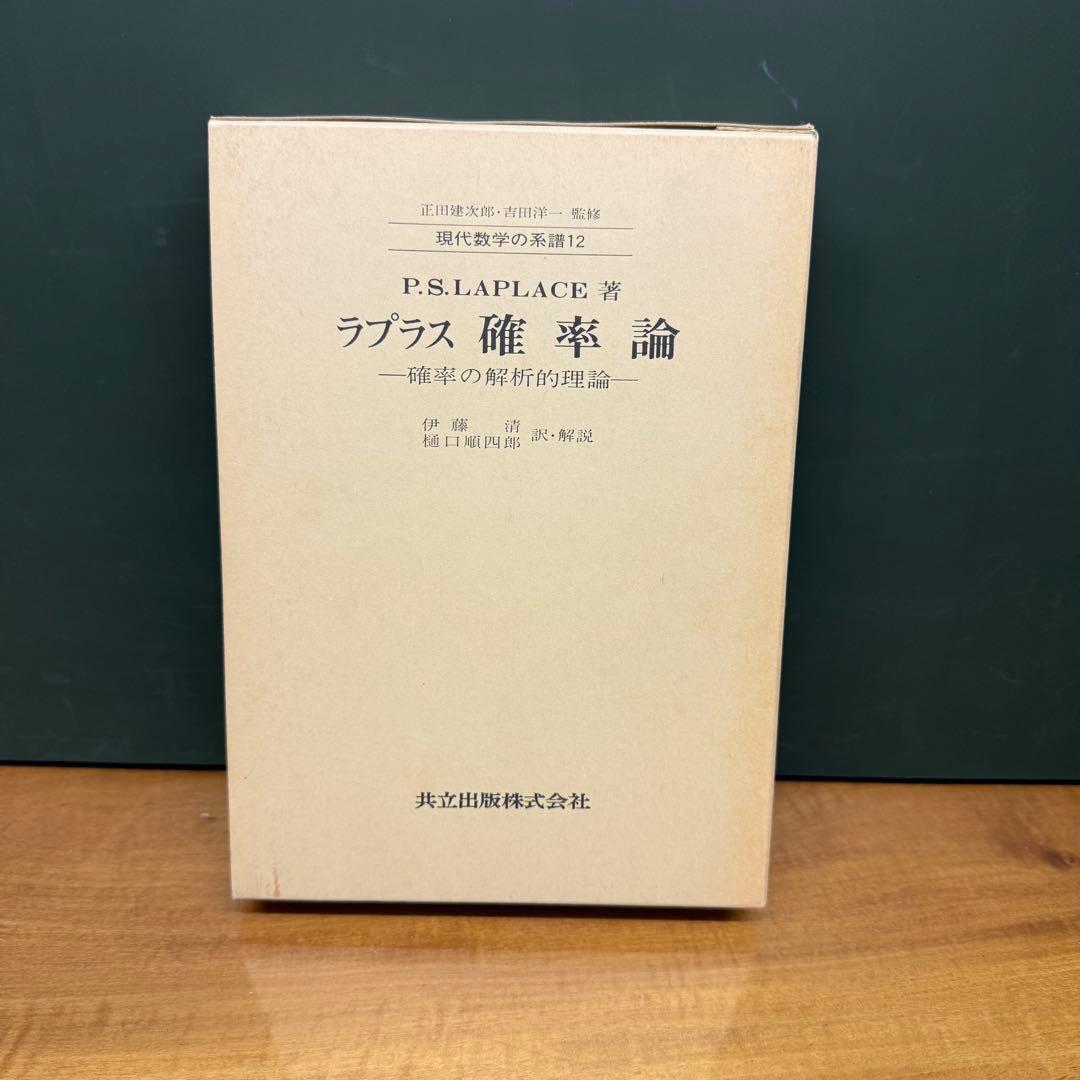 正田建次郎・吉田洋一 監修
現代数学の系譜12
P.S.LAPLACE 著
ラプラス 確率論
―確率の解析的理論―
伊藤 清
樋口順四郎 訳・解説
共立出版株式会社